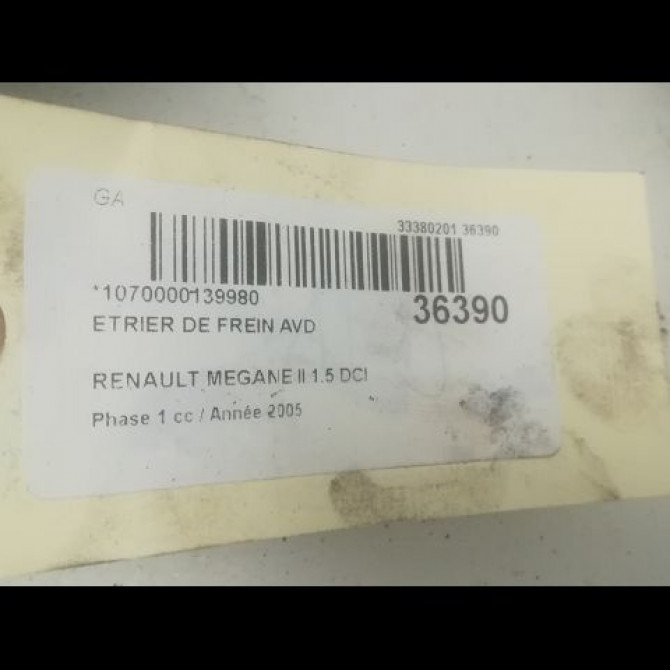 GA
33380201 36390
*1070000139980
36390
ETRIER DE FREIN AVD
RENAULT MEGANE II 1.5 DCI
Phase 1 cc / Année 2005